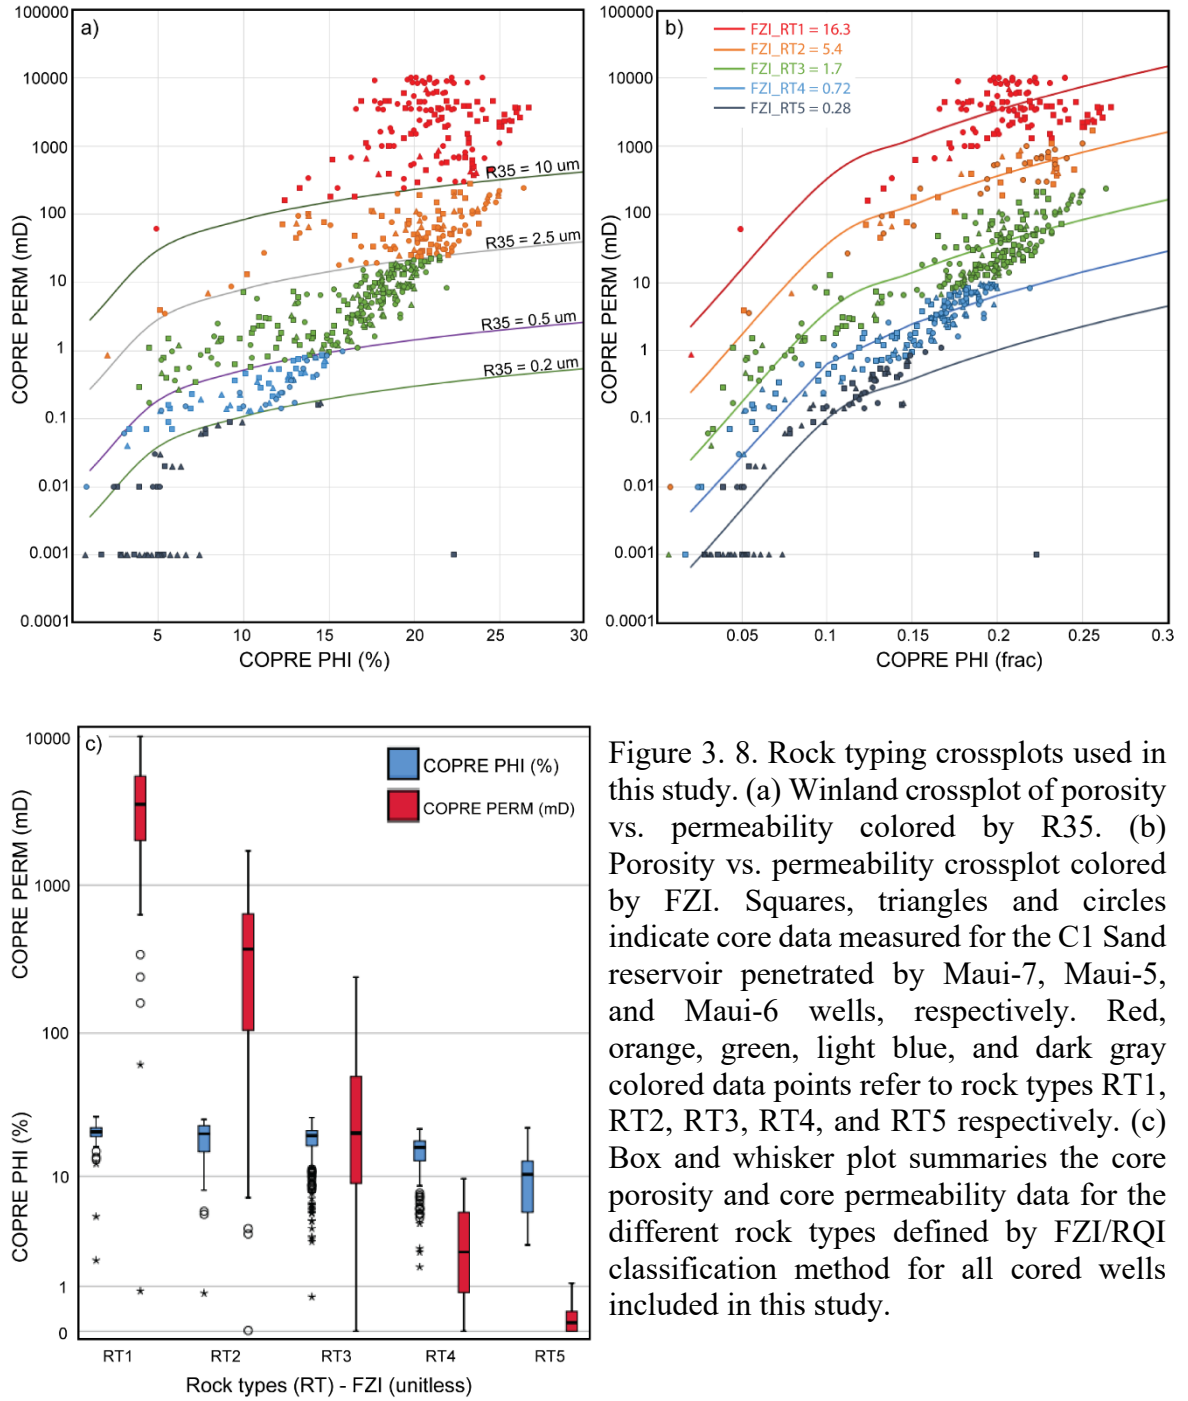 a)
100000
10000
1000
100
10
1
0.1
0.01
0.001
0.0001
COPRE PERM (mD)
R35 = 10 um
R35 = 2.5 um
R35 = 0.5 um
R35 = 0.2 um
5 10 15 20 25 30
COPRE PHI (%)
b)
100000
10000
1000
100
10
1
0.1
0.01
0.001
0.0001
COPRE PERM (mD)
FZI_RT1 = 16.3
FZI_RT2 = 5.4
FZI_RT3 = 1.7
FZI_RT4 = 0.72
FZI_RT5 = 0.28
0.05 0.1 0.15 0.2 0.25 0.3
COPRE PHI (frac)
c)
10000
1000
100
10
1
0
COPRE PERM (mD)
COPRE PHI (%)
COPRE PHI (%)
COPRE PERM (mD)
RT1 RT2 RT3 RT4 RT5
Rock types (RT) - FZI (unitless)
Figure 3. 8. Rock typing crossplots used in
this study. (a) Winland crossplot of porosity
vs. permeability colored by R35. (b)
Porosity vs. permeability crossplot colored
by FZI. Squares, triangles and circles
indicate core data measured for the C1 Sand
reservoir penetrated by Maui-7, Maui-5,
and Maui-6 wells, respectively. Red,
orange, green, light blue, and dark gray
colored data points refer to rock types RT1,
RT2, RT3, RT4, and RT5 respectively. (c)
Box and whisker plot summaries the core
porosity and core permeability data for the
different rock types defined by FZI/RQI
classification method for all cored wells
included in this study.